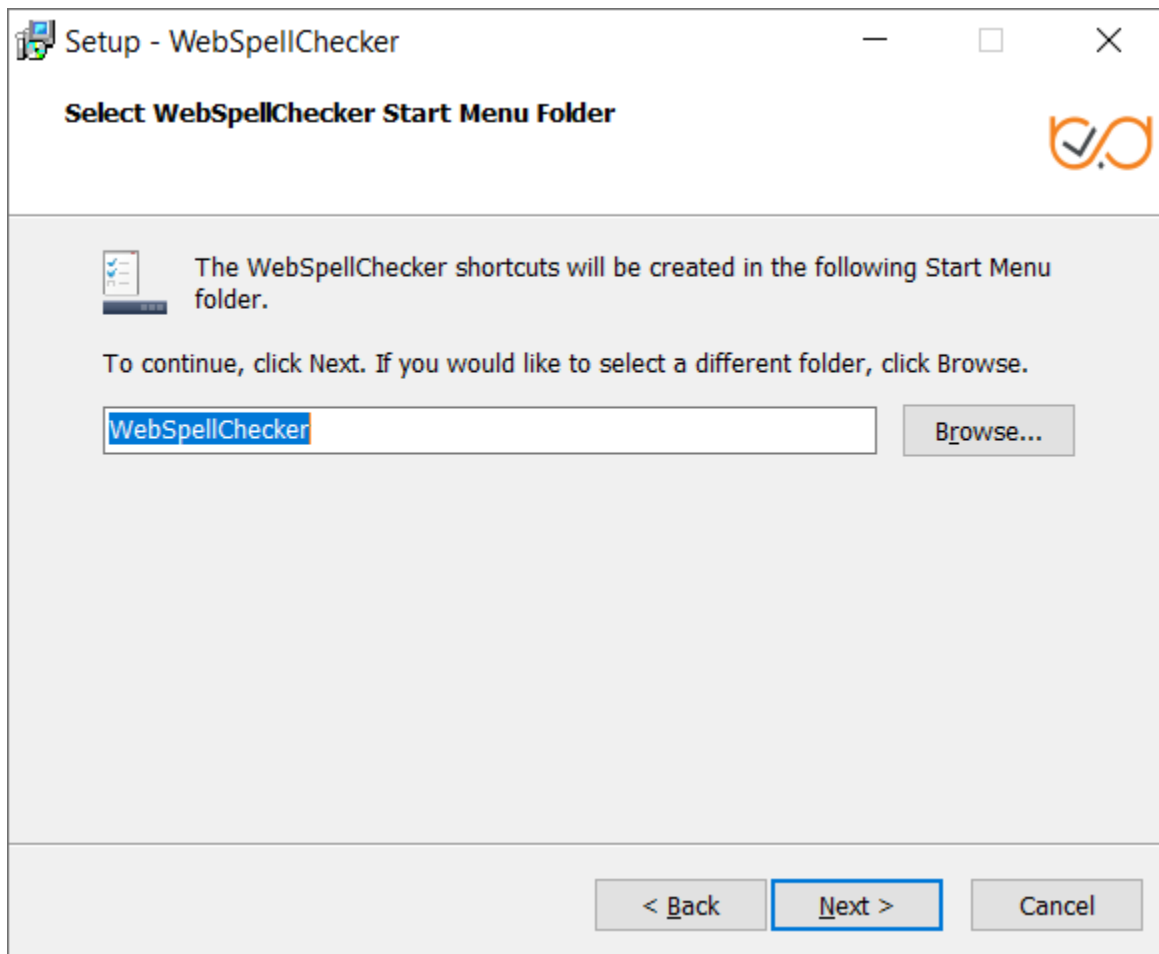 Setup - WebSpellChecker
Select WebSpellChecker Start Menu Folder
The WebSpellChecker shortcuts will be created in the following Start Menu
folder.
To continue, click Next. If you would like to select a different folder, click Browse.
WebSpellChecker
Browse...
< Back
Next >
Cancel